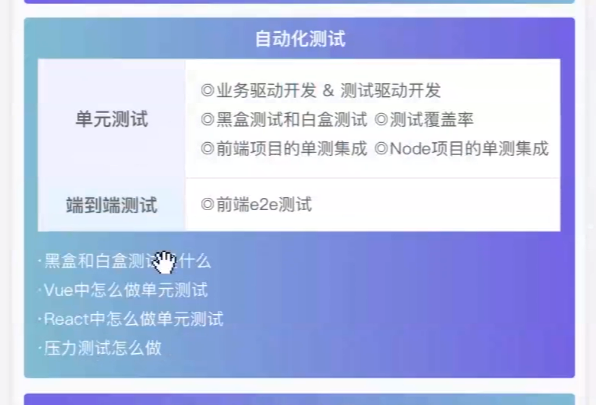 自动化测试
单元测试
◎业务驱动开发 & 测试驱动开发
◎黑盒测试和白盒测试 ◎测试覆盖率
◎前端项目的单测集成 ◎Node项目的单测集成
端到端测试
◎前端e2e测试
·黑盒和白盒测试 什么
·Vue中怎么做单元测试
·React中怎么做单元测试
·压力测试怎么做